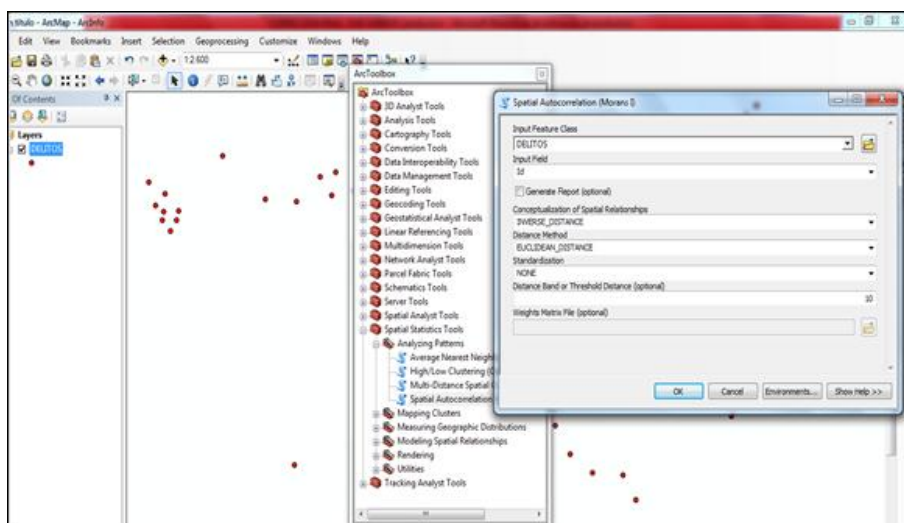 s título - ArcMap - ArcInfo
Edit View Bookmarks Insert Selection Geoprocessing Customize Windows Help
1:2.600
Of Contents
Layers
DELITOS
ArcToolbox
ArcToolbox
3D Analyst Tools
Analysis Tools
Cartography Tools
Conversion Tools
Data Interoperability Tools
Data Management Tools
Editing Tools
Geocoding Tools
Geostatistical Analyst Tools
Linear Referencing Tools
Multidimension Tools
Network Analyst Tools
Parcel Fabric Tools
Schematics Tools
Server Tools
Spatial Analyst Tools
Spatial Statistics Tools
Analyzing Patterns
Average Nearest Neigh
High/Low Clustering (
Multi-Distance Spatial
Spatial Autocorrelation
Mapping Clusters
Measuring Geographic Distributions
Modeling Spatial Relationships
Rendering
Utilities
Tracking Analyst Tools
Spatial Autocorrelation (Morans I)
Input Feature Class
DELITOS
Input Field
Id
Generate Report (optional)
Conceptualization of Spatial Relationships
INVERSE_DISTANCE
Distance Method
EUCLIDEAN_DISTANCE
Standardization
NONE
Distance Band or Threshold Distance (optional)
10
Weights Matrix File (optional)
OK Cancel Environments... Show Help >>